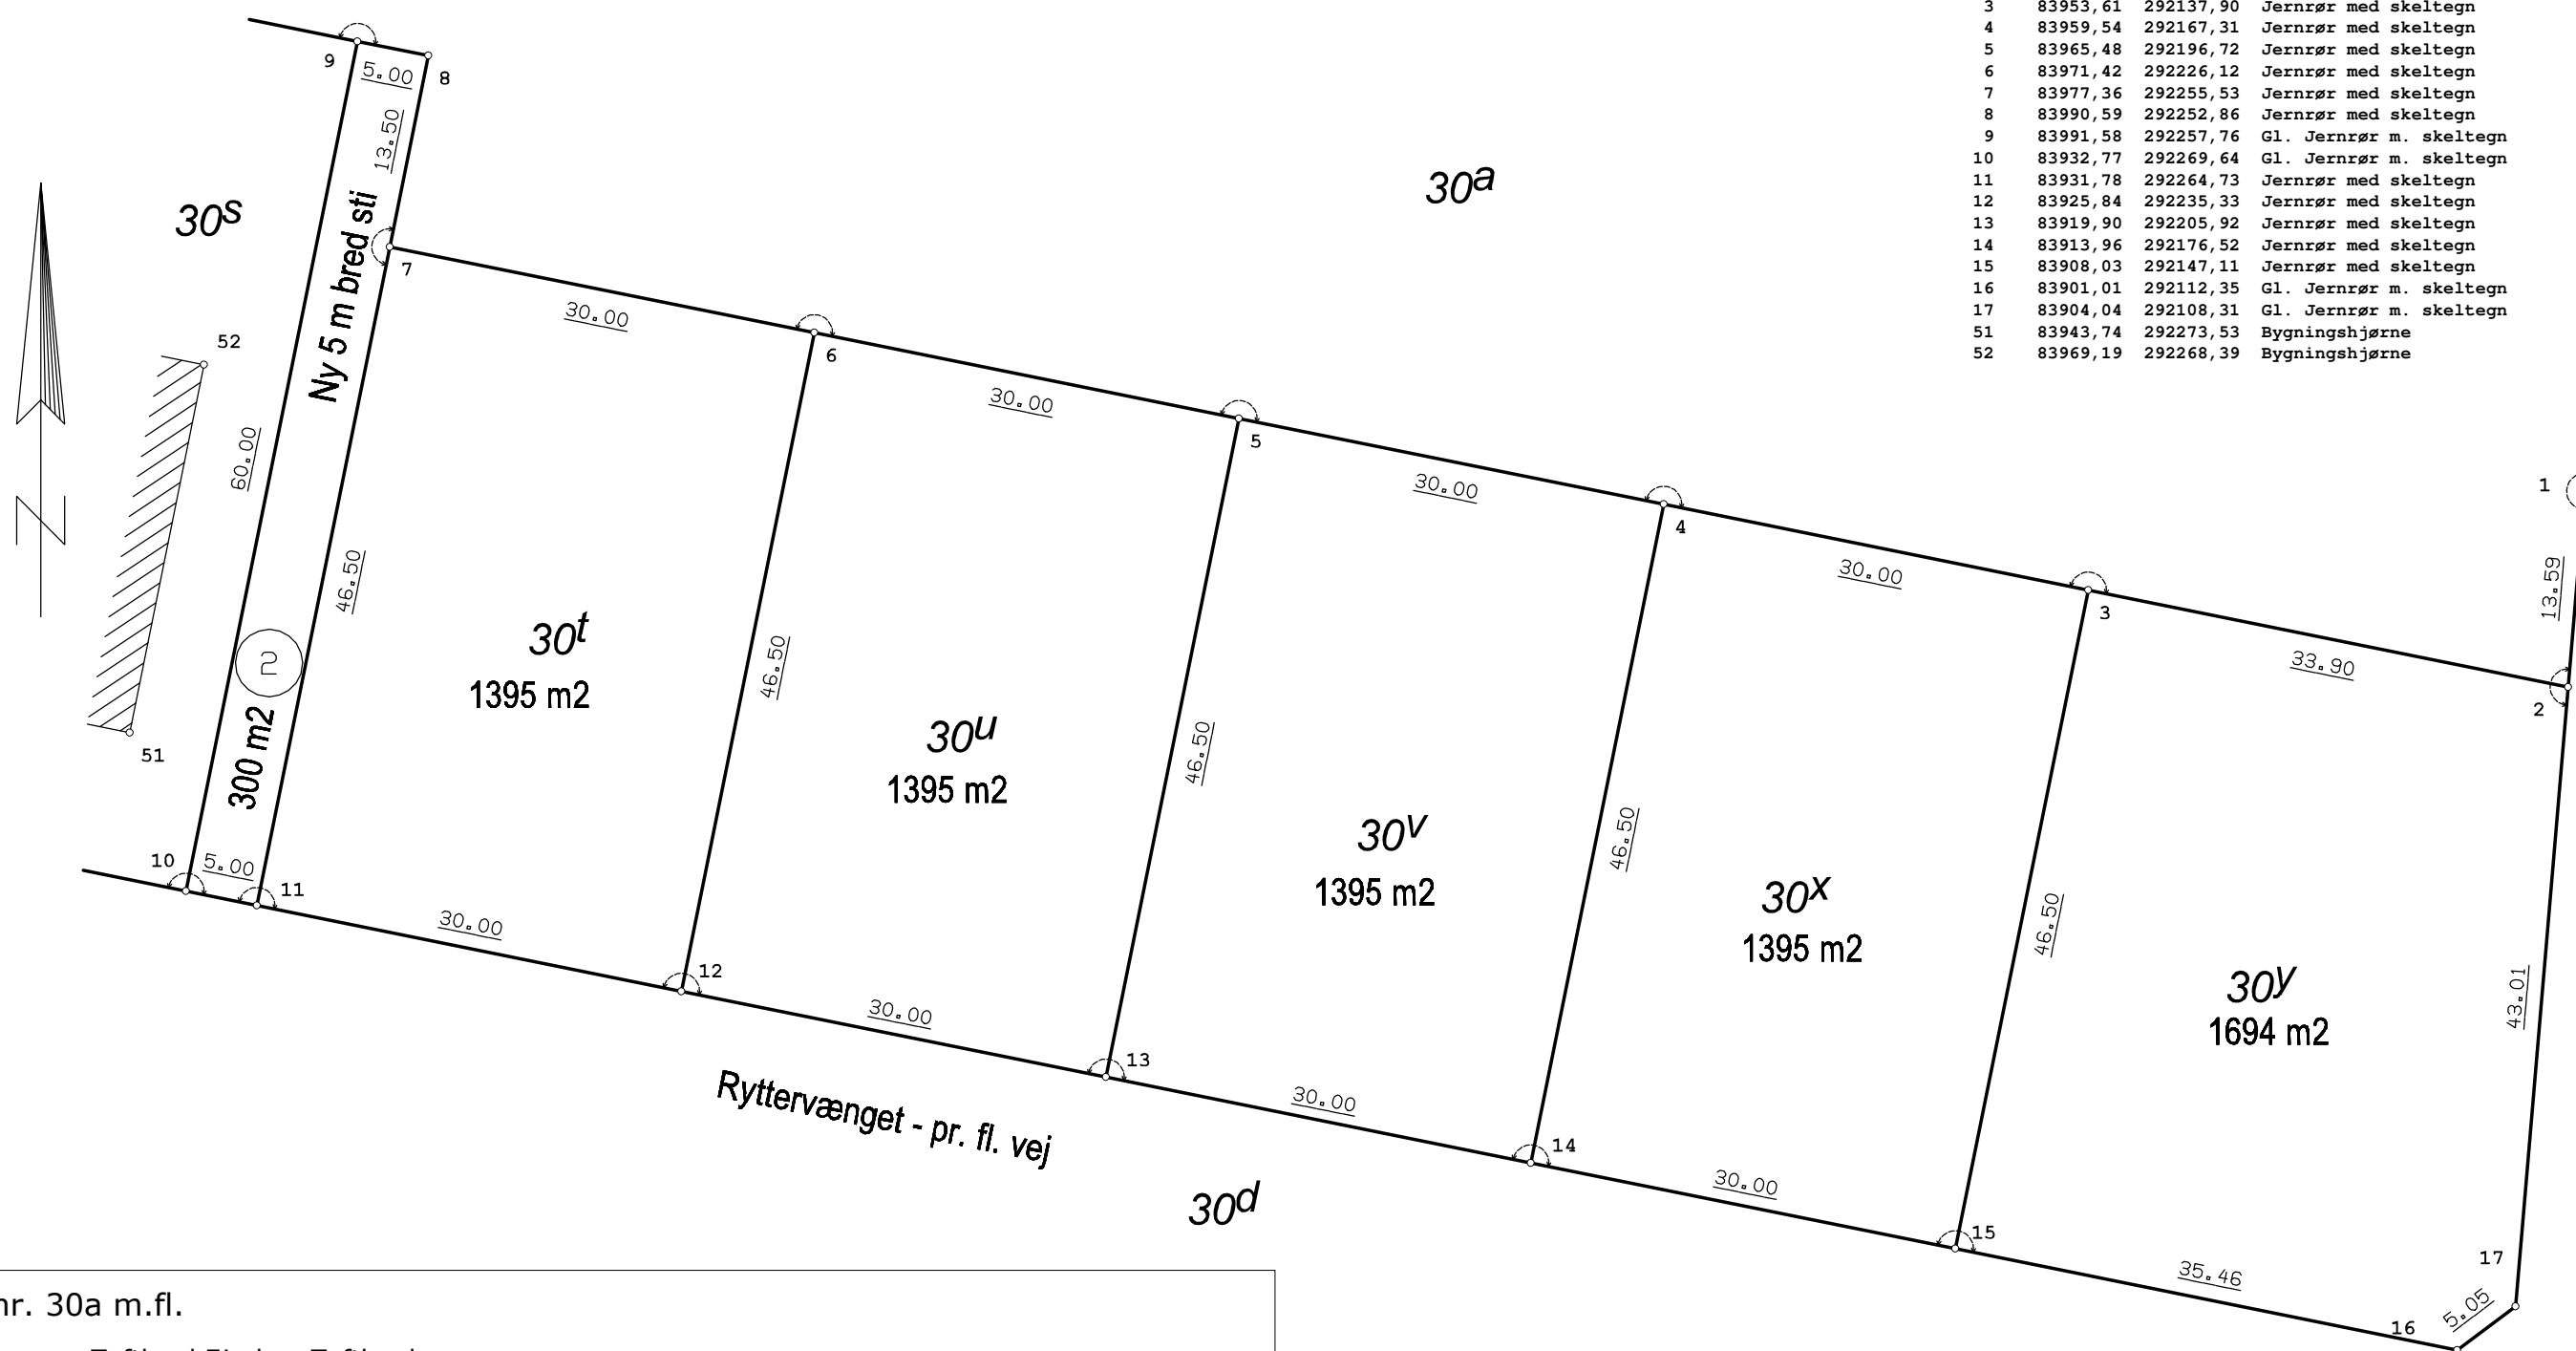 3 83953,61 292137,90 Jernrør med skeltegn
4 83959,54 292167,31 Jernrør med skeltegn
5 83965,48 292196,72 Jernrør med skeltegn
6 83971,42 292226,12 Jernrør med skeltegn
7 83977,36 292255,53 Jernrør med skeltegn
8 83990,59 292252,86 Jernrør med skeltegn
9 83991,58 292257,76 Gl. Jernrør m. skeltegn
10 83932,77 292269,64 Gl. Jernrør m. skeltegn
11 83931,78 292264,73 Jernrør med skeltegn
12 83925,84 292235,33 Jernrør med skeltegn
13 83919,90 292205,92 Jernrør med skeltegn
14 83913,96 292176,52 Jernrør med skeltegn
15 83908,03 292147,11 Jernrør med skeltegn
16 83901,01 292112,35 Gl. Jernrør m. skeltegn
17 83904,04 292108,31 Gl. Jernrør m. skeltegn
51 83943,74 292273,53 Bygningshjørne
52 83969,19 292268,39 Bygningshjørne
9
5.00
8
13.50
30s
30a
Ny 5 m bred sti
7
30.00
52
6
30.00
60.00
5
30.00
1
4
30.00
13.59
3
33.90
2
46.50
30t
1395 m2
46.50
2
300 m2
51
30u
1395 m2
46.50
30v
1395 m2
46.50
30x
1395 m2
46.50
30y
1694 m2
43.01
10
5.00
11
30.00
12
30.00
13
30.00
14
30.00
15
35.46
17
5.05
16
Ryttervænget - pr. fl. vej
30d
N
nr. 30a m.fl.